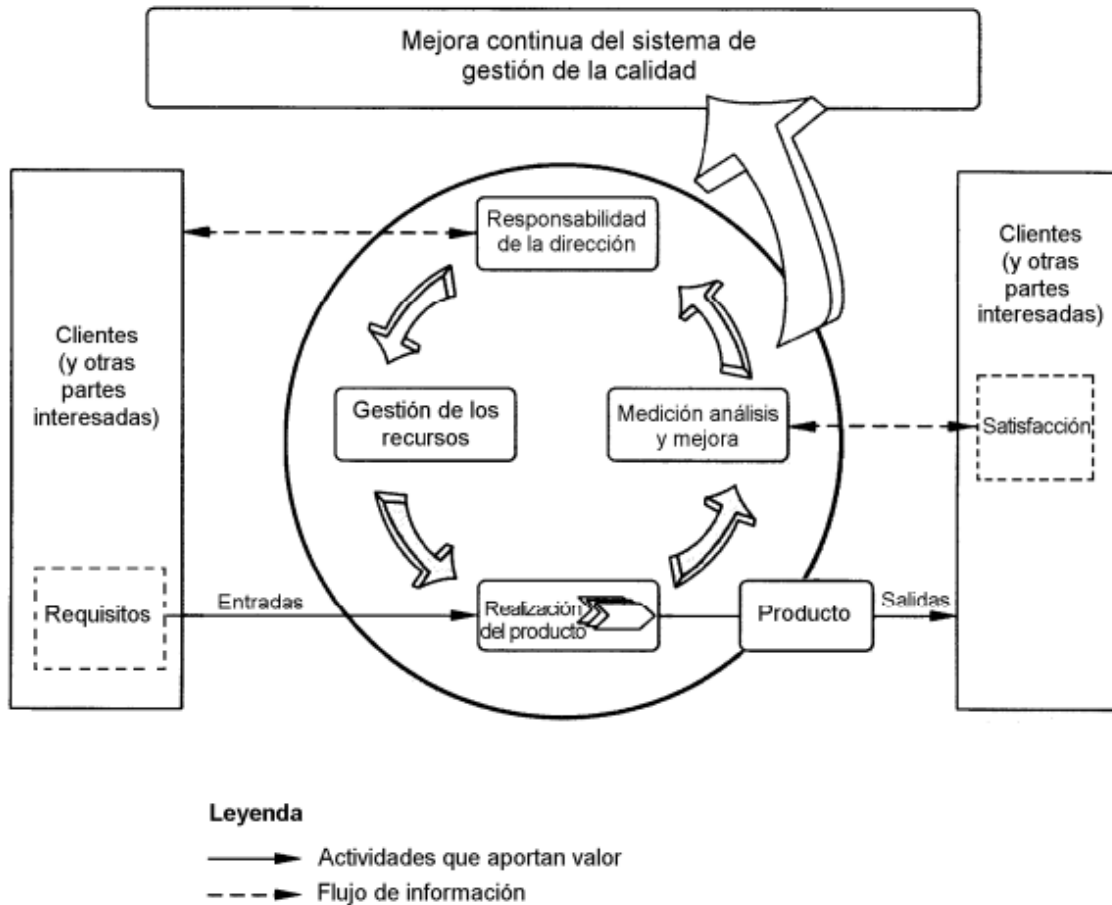 Mejora continua del sistema de
gestión de la calidad
Responsabilidad
de la dirección
Clientes
(y otras
partes
interesadas)
Clientes
(y otras
partes
interesadas)
Gestión de los
recursos
Medición análisis
y mejora
Satisfacción
Requisitos
Entradas
Realización
del producto
Producto
Salidas
Leyenda
Actividades que aportan valor
Flujo de información